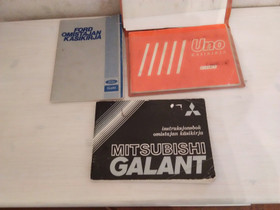 FORD
OMISTAJAN
KÄSIKIRJA
Ford
Uno
instruktionsbok
omistajan käsikirja
MITSUBISHI
GALANT